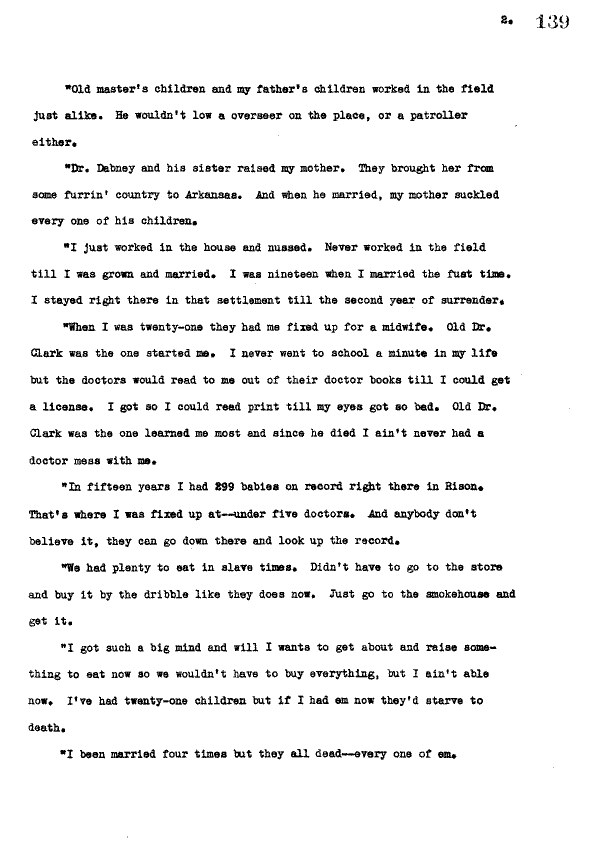 2. 139
"Old master's children and my father's children worked in the field
just alike. He wouldn't low a overseer on the place, or a patroller
either.
"Dr. Dabney and his sister raised my mother. They brought her from
some furrin' country to Arkansas. And when he married, my mother suckled
every one of his children.
"I just worked in the house and nussed. Never worked in the field
till I was grown and married. I was nineteen when I married the fust time.
I stayed right there in that settlement till the second year of surrender.
"When I was twenty-one they had me fixed up for a midwife. Old Dr.
Clark was the one started me. I never went to school a minute in my life
but the doctors would read to me out of their doctor books till I could get
a license. I got so I could read print till my eyes got so bad. Old Dr.
Clark was the one learned me most and since he died I ain't never had a
doctor mess with me.
"In fifteen years I had 299 babies on record right there in Rison.
That's where I was fixed up at--under five doctors. And anybody don't
believe it, they can go down there and look up the record.
"We had plenty to eat in slave times. Didn't have to go to the store
and buy it by the dribble like they does now. Just go to the smokehouse and
get it.
"I got such a big mind and will I wants to get about and raise some-
thing to eat now so we wouldn't have to buy everything, but I ain't able
now. I've had twenty-one children but if I had em now they'd starve to
death.
"I been married four times but they all dead--every one of em.